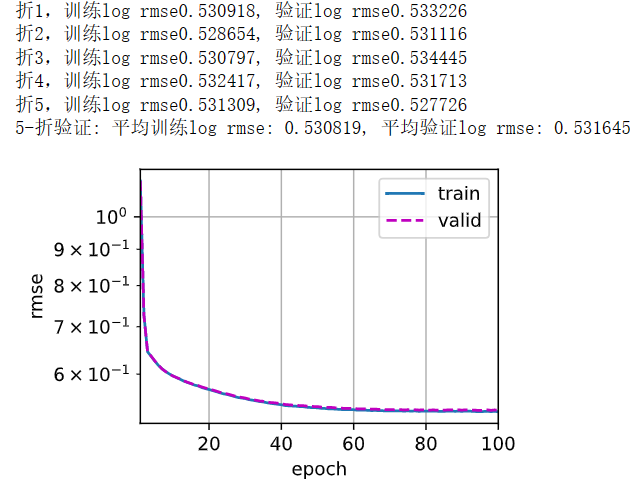 折1，训练log rmse0.530918, 验证log rmse0.533226
折2，训练log rmse0.528654, 验证log rmse0.531116
折3，训练log rmse0.530797, 验证log rmse0.534445
折4，训练log rmse0.532417, 验证log rmse0.531713
折5，训练log rmse0.531309, 验证log rmse0.527726
5-折验证: 平均训练log rmse: 0.530819, 平均验证log rmse: 0.531645
train
valid
10⁰
9 × 10⁻¹
8 × 10⁻¹
7 × 10⁻¹
6 × 10⁻¹
rmse
20 40 60 80 100
epoch